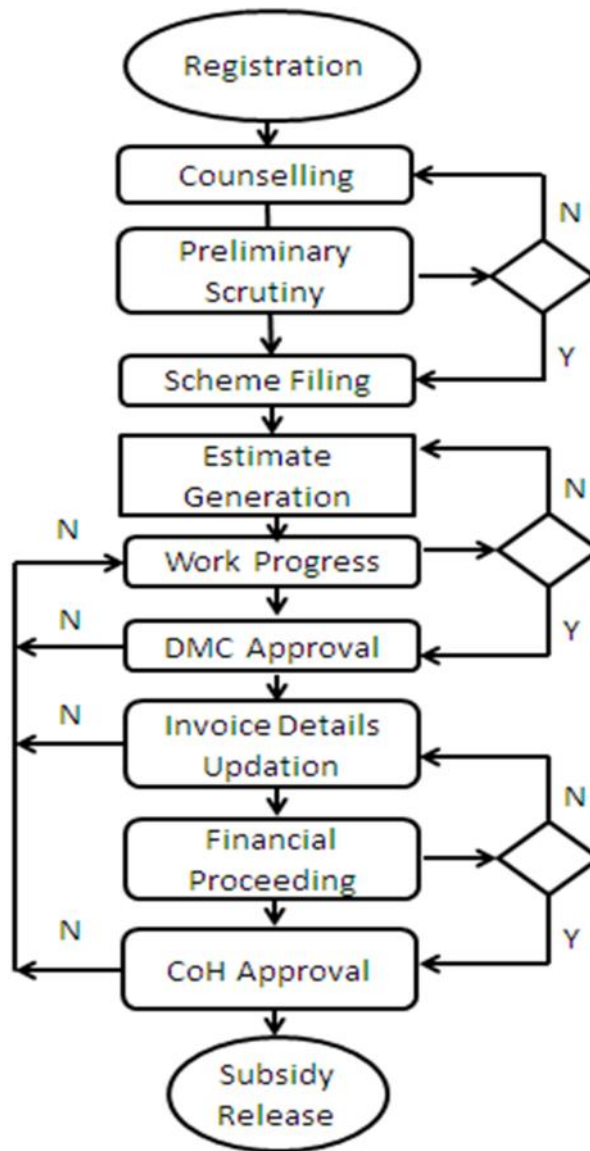 Registration
Counselling
N
Preliminary
Scrutiny
Y
Scheme Filing
Estimate
Generation
N
N
Work Progress
Y
N
DMC Approval
N
Invoice Details
Updation
N
Financial
Proceeding
N
Y
CoH Approval
Subsidy
Release